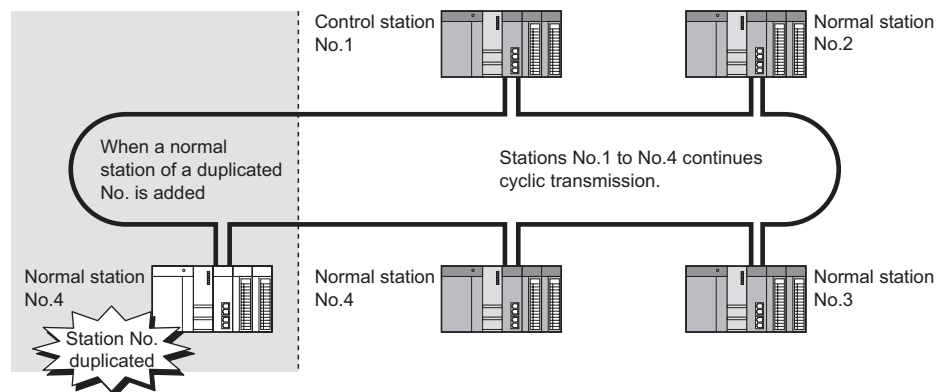 Control station
No.1
Normal station
No.2
When a normal
station of a duplicated
No. is added
Stations No.1 to No.4 continues
cyclic transmission.
Normal station
No.4
Station No.
duplicated
Normal station
No.4
Normal station
No.3